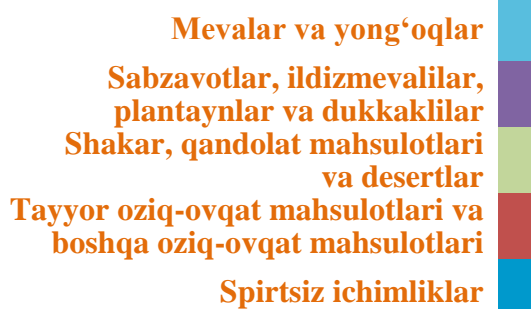 Mevalar va yong‘oqlar
Sabzavotlar, ildizmevalilar,
plantaynlar va dukkaklilar
Shakar, qandolat mahsulotlari
va desertlar
Tayyor oziq-ovqat mahsulotlari va
boshqa oziq-ovqat mahsulotlari
Spirtsiz ichimliklar